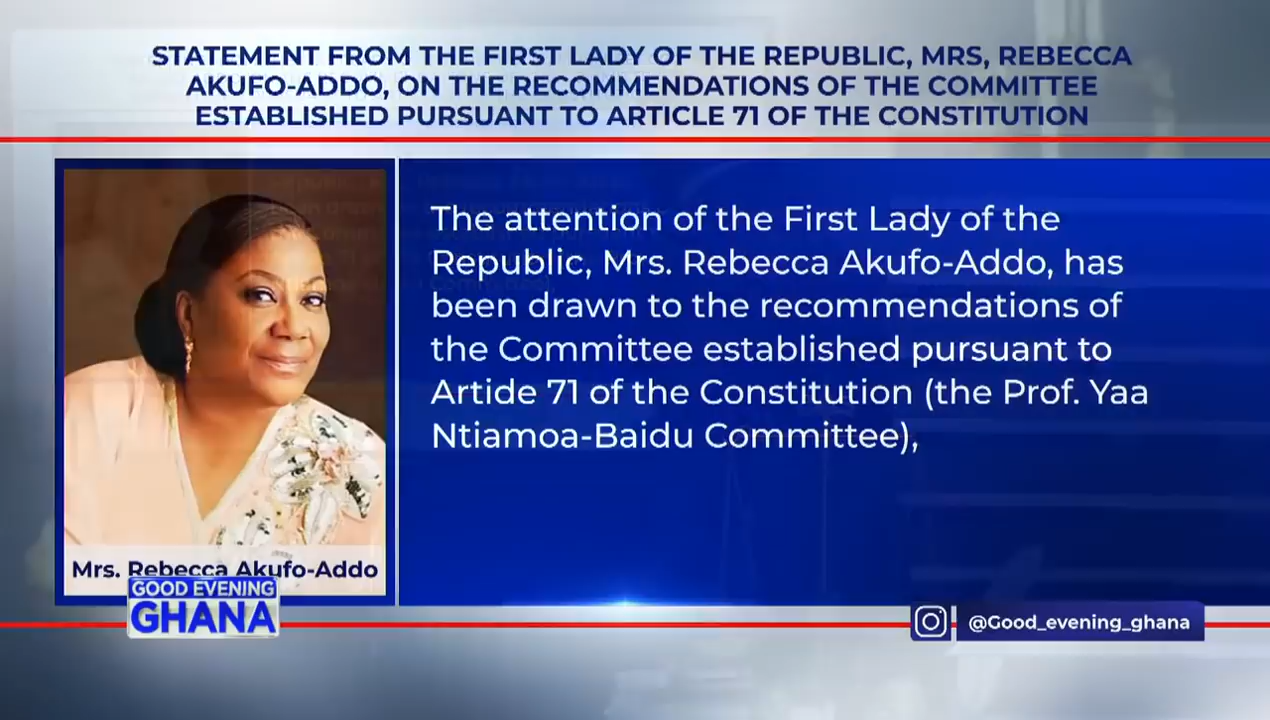 STATEMENT FROM THE FIRST LADY OF THE REPUBLIC, MRS, REBECCA
AKUFO-ADDO, ON THE RECOMMENDATIONS OF THE COMMITTEE
ESTABLISHED PURSUANT TO ARTICLE 71 OF THE CONSTITUTION
The attention of the First Lady of the
Republic, Mrs. Rebecca Akufo-Addo, has
been drawn to the recommendations of
the Committee established pursuant to
Artide 71 of the Constitution (the Prof. Yaa
Ntiamoa-Baidu Committee),
Mrs. Rebecca Akufo-Addo
GOOD EVENING
GHANA
@Good_evening_ghana